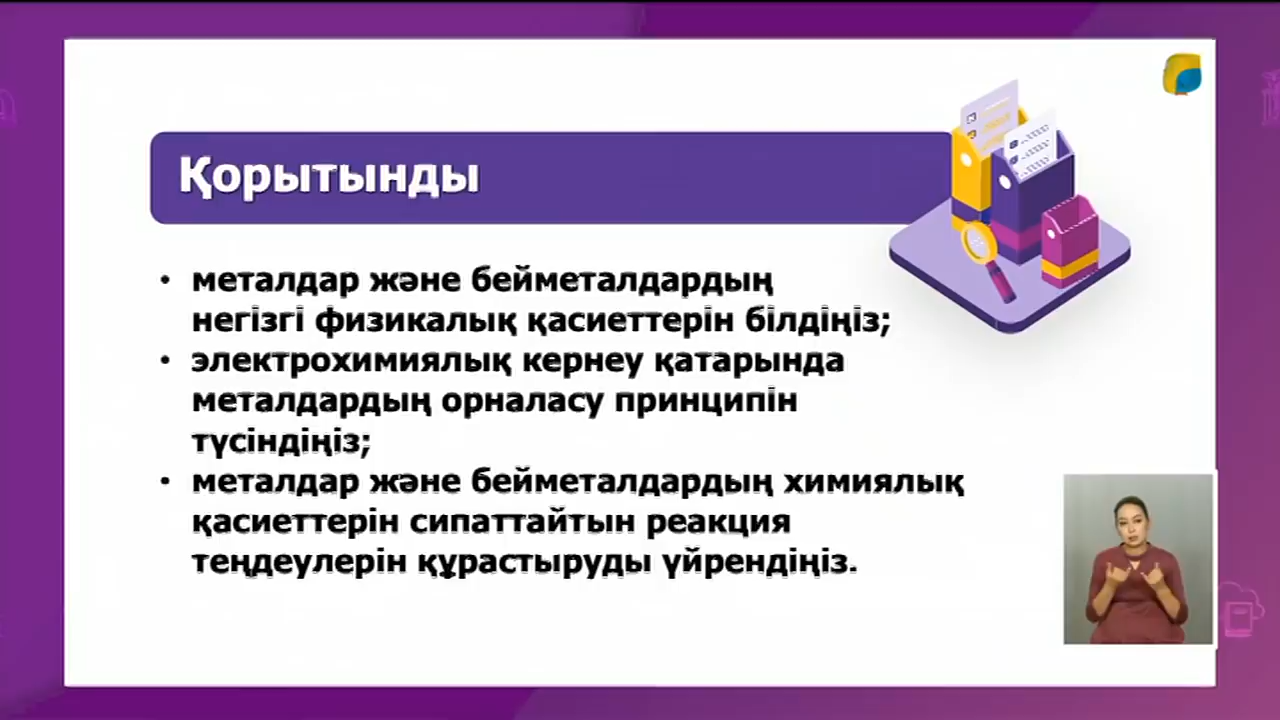 Қорытынды
• металдар және бейметалдардың
негізгі физикалық қасиеттерін білдіңіз;
• электрохимиялық кернеу қатарында
металдардың орналасу принципін
түсіндіңіз;
• металдар және бейметалдардың химиялық
қасиеттерін сипаттайтын реакция
теңдеулерін құрастыруды үйрендіңіз.